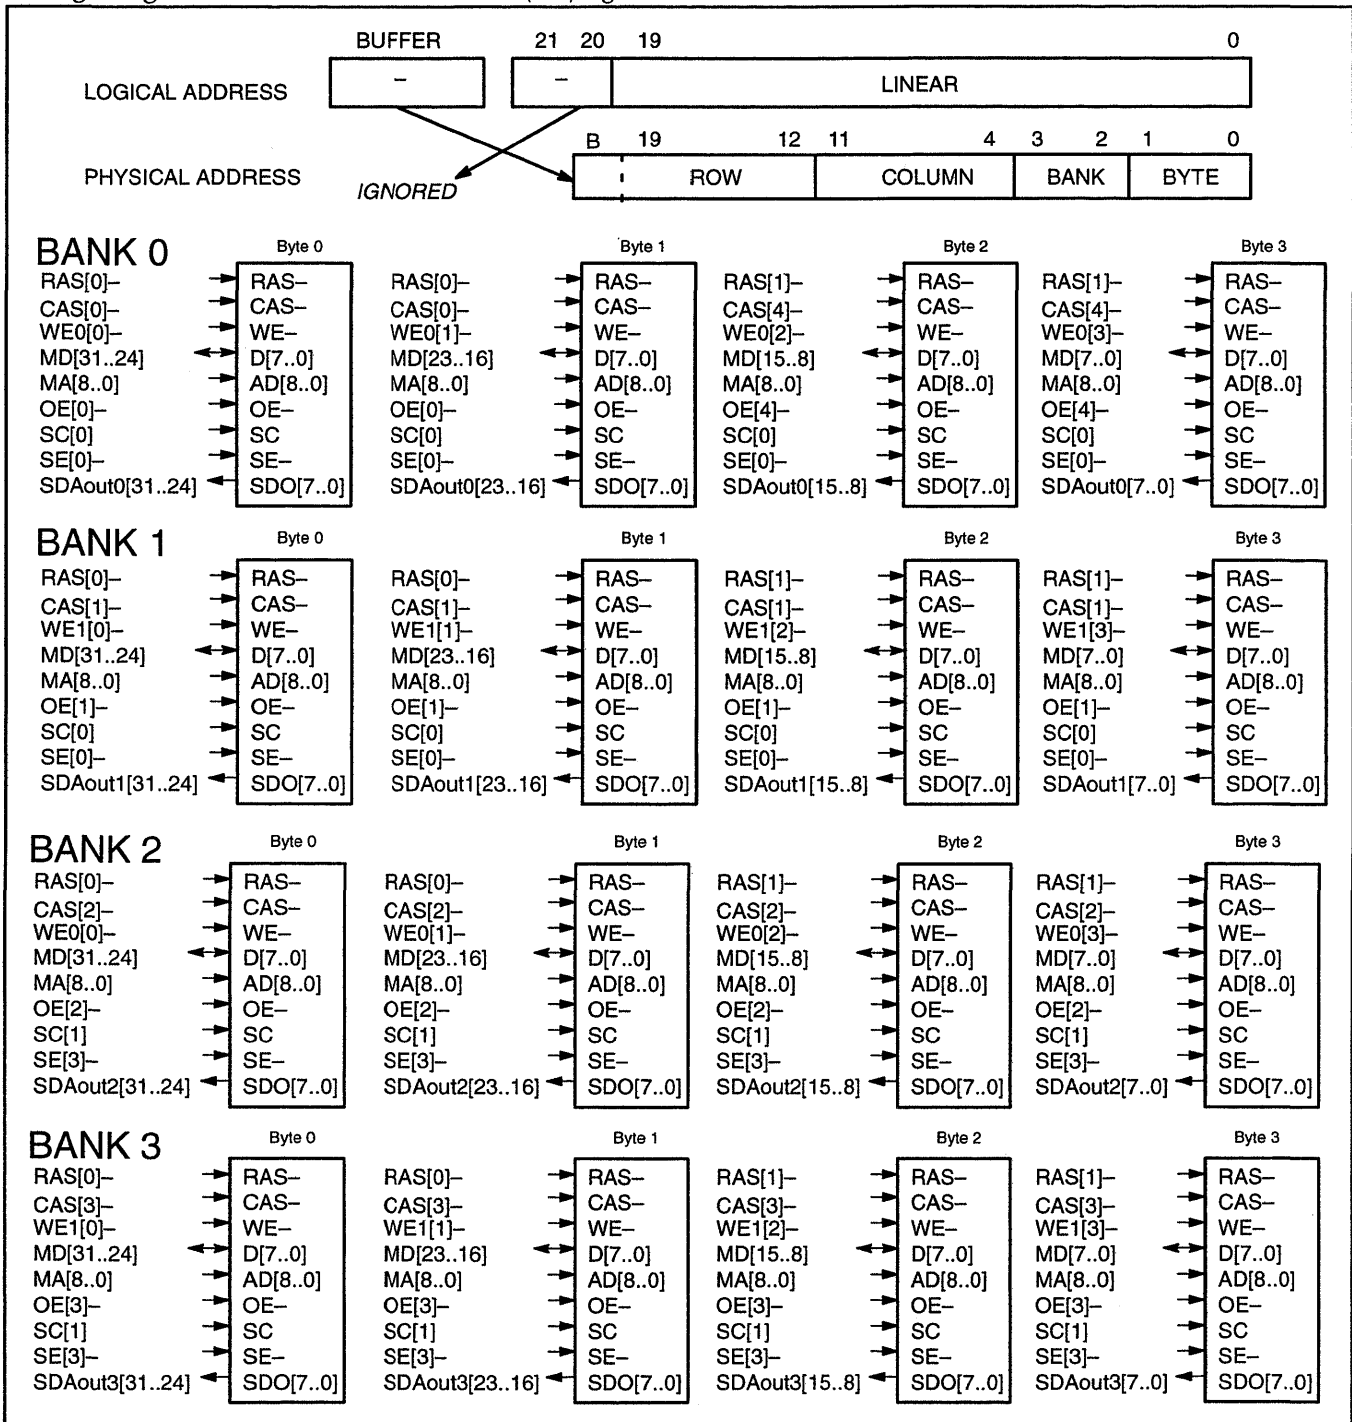 BUFFER 21 20 19 0
LOGICAL ADDRESS – – LINEAR
B 19 12 11 4 3 2 1 0
PHYSICAL ADDRESS IGNORED ROW COLUMN BANK BYTE
BANK 0 Byte 0 Byte 1 Byte 2 Byte 3
RAS[0]– RAS– RAS[0]– RAS– RAS[1]– RAS– RAS[1]– RAS–
CAS[0]– CAS– CAS[0]– CAS– CAS[4]– CAS– CAS[4]– CAS–
WE0[0]– WE– WE0[1]– WE– WE0[2]– WE– WE0[3]– WE–
MD[31..24] D[7..0] MD[23..16] D[7..0] MD[15..8] D[7..0] MD[7..0] D[7..0]
MA[8..0] AD[8..0] MA[8..0] AD[8..0] MA[8..0] AD[8..0] MA[8..0] AD[8..0]
OE[0]– OE– OE[0]– OE– OE[4]– OE– OE[4]– OE–
SC[0] SC SC[0] SC SC[0] SC SC[0] SC
SE[0]– SE– SE[0]– SE– SE[0]– SE– SE[0]– SE–
SDAout0[31..24] SDO[7..0] SDAout0[23..16] SDO[7..0] SDAout0[15..8] SDO[7..0] SDAout0[7..0] SDO[7..0]
BANK 1 Byte 0 Byte 1 Byte 2 Byte 3
RAS[0]– RAS– RAS[0]– RAS– RAS[1]– RAS– RAS[1]– RAS–
CAS[1]– CAS– CAS[1]– CAS– CAS[1]– CAS– CAS[1]– CAS–
WE1[0]– WE– WE1[1]– WE– WE1[2]– WE– WE1[3]– WE–
MD[31..24] D[7..0] MD[23..16] D[7..0] MD[15..8] D[7..0] MD[7..0] D[7..0]
MA[8..0] AD[8..0] MA[8..0] AD[8..0] MA[8..0] AD[8..0] MA[8..0] AD[8..0]
OE[1]– OE– OE[1]– OE– OE[1]– OE– OE[1]– OE–
SC[0] SC SC[0] SC SC[0] SC SC[0] SC
SE[0]– SE– SE[0]– SE– SE[0]– SE– SE[0]– SE–
SDAout1[31..24] SDO[7..0] SDAout1[23..16] SDO[7..0] SDAout1[15..8] SDO[7..0] SDAout1[7..0] SDO[7..0]
BANK 2 Byte 0 Byte 1 Byte 2 Byte 3
RAS[0]– RAS– RAS[0]– RAS– RAS[1]– RAS– RAS[1]– RAS–
CAS[2]– CAS– CAS[2]– CAS– CAS[2]– CAS– CAS[2]– CAS–
WE0[0]– WE– WE0[1]– WE– WE0[2]– WE– WE0[3]– WE–
MD[31..24] D[7..0] MD[23..16] D[7..0] MD[15..8] D[7..0] MD[7..0] D[7..0]
MA[8..0] AD[8..0] MA[8..0] AD[8..0] MA[8..0] AD[8..0] MA[8..0] AD[8..0]
OE[2]– OE– OE[2]– OE– OE[2]– OE– OE[2]– OE–
SC[1] SC SC[1] SC SC[1] SC SC[1] SC
SE[3]– SE– SE[3]– SE– SE[3]– SE– SE[3]– SE–
SDAout2[31..24] SDO[7..0] SDAout2[23..16] SDO[7..0] SDAout2[15..8] SDO[7..0] SDAout2[7..0] SDO[7..0]
BANK 3 Byte 0 Byte 1 Byte 2 Byte 3
RAS[0]– RAS– RAS[0]– RAS– RAS[1]– RAS– RAS[1]– RAS–
CAS[3]– CAS– CAS[3]– CAS– CAS[3]– CAS– CAS[3]– CAS–
WE1[0]– WE– WE1[1]– WE– WE1[2]– WE– WE1[3]– WE–
MD[31..24] D[7..0] MD[23..16] D[7..0] MD[15..8] D[7..0] MD[7..0] D[7..0]
MA[8..0] AD[8..0] MA[8..0] AD[8..0] MA[8..0] AD[8..0] MA[8..0] AD[8..0]
OE[3]– OE– OE[3]– OE– OE[3]– OE– OE[3]– OE–
SC[1] SC SC[1] SC SC[1] SC SC[1] SC
SE[3]– SE– SE[3]– SE– SE[3]– SE– SE[3]– SE–
SDAout3[31..24] SDO[7..0] SDAout3[23..16] SDO[7..0] SDAout3[15..8] SDO[7..0] SDAout3[7..0] SDO[7..0]